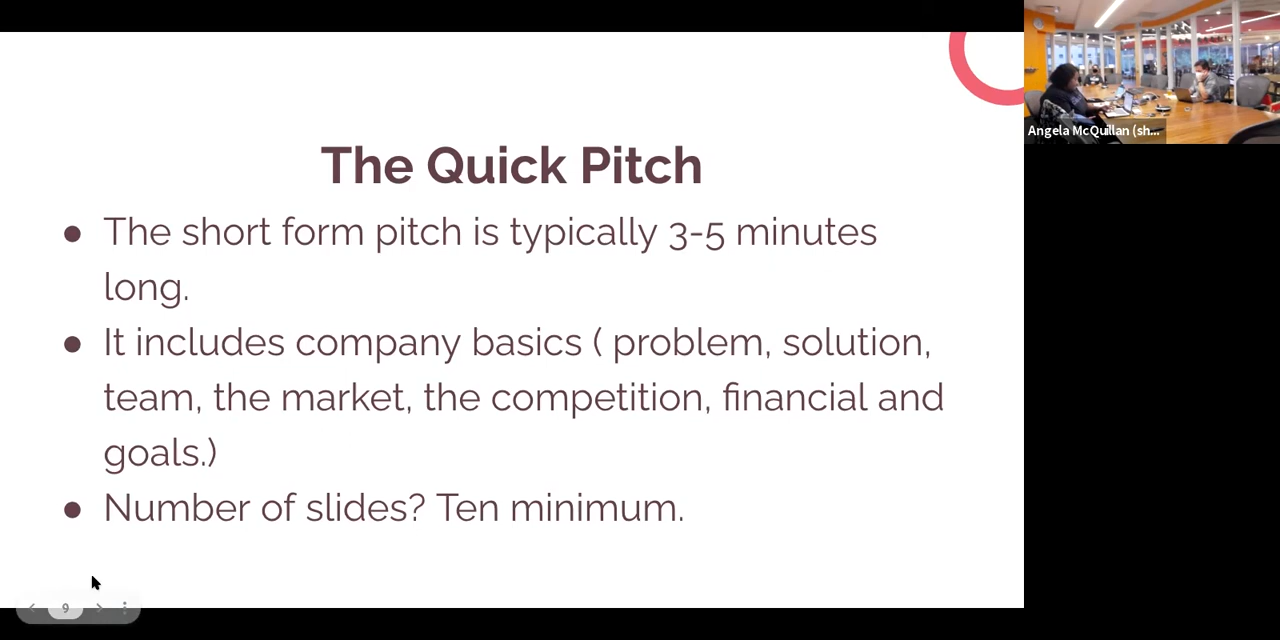 The Quick Pitch
● The short form pitch is typically 3-5 minutes
long.
● It includes company basics ( problem, solution,
team, the market, the competition, financial and
goals.)
● Number of slides? Ten minimum.
9
Angela McQuillan (sh...